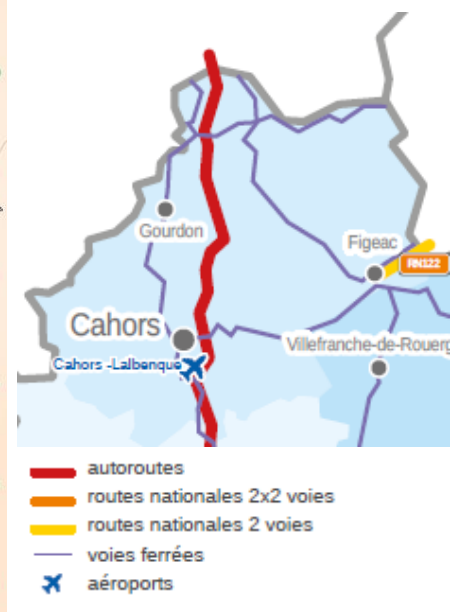 Gourdon
Figeac
RN122
Cahors
Villefranche-de-Rouerg
Cahors -Lalbenque
autoroutes
routes nationales 2x2 voies
routes nationales 2 voies
voies ferrées
aéroports